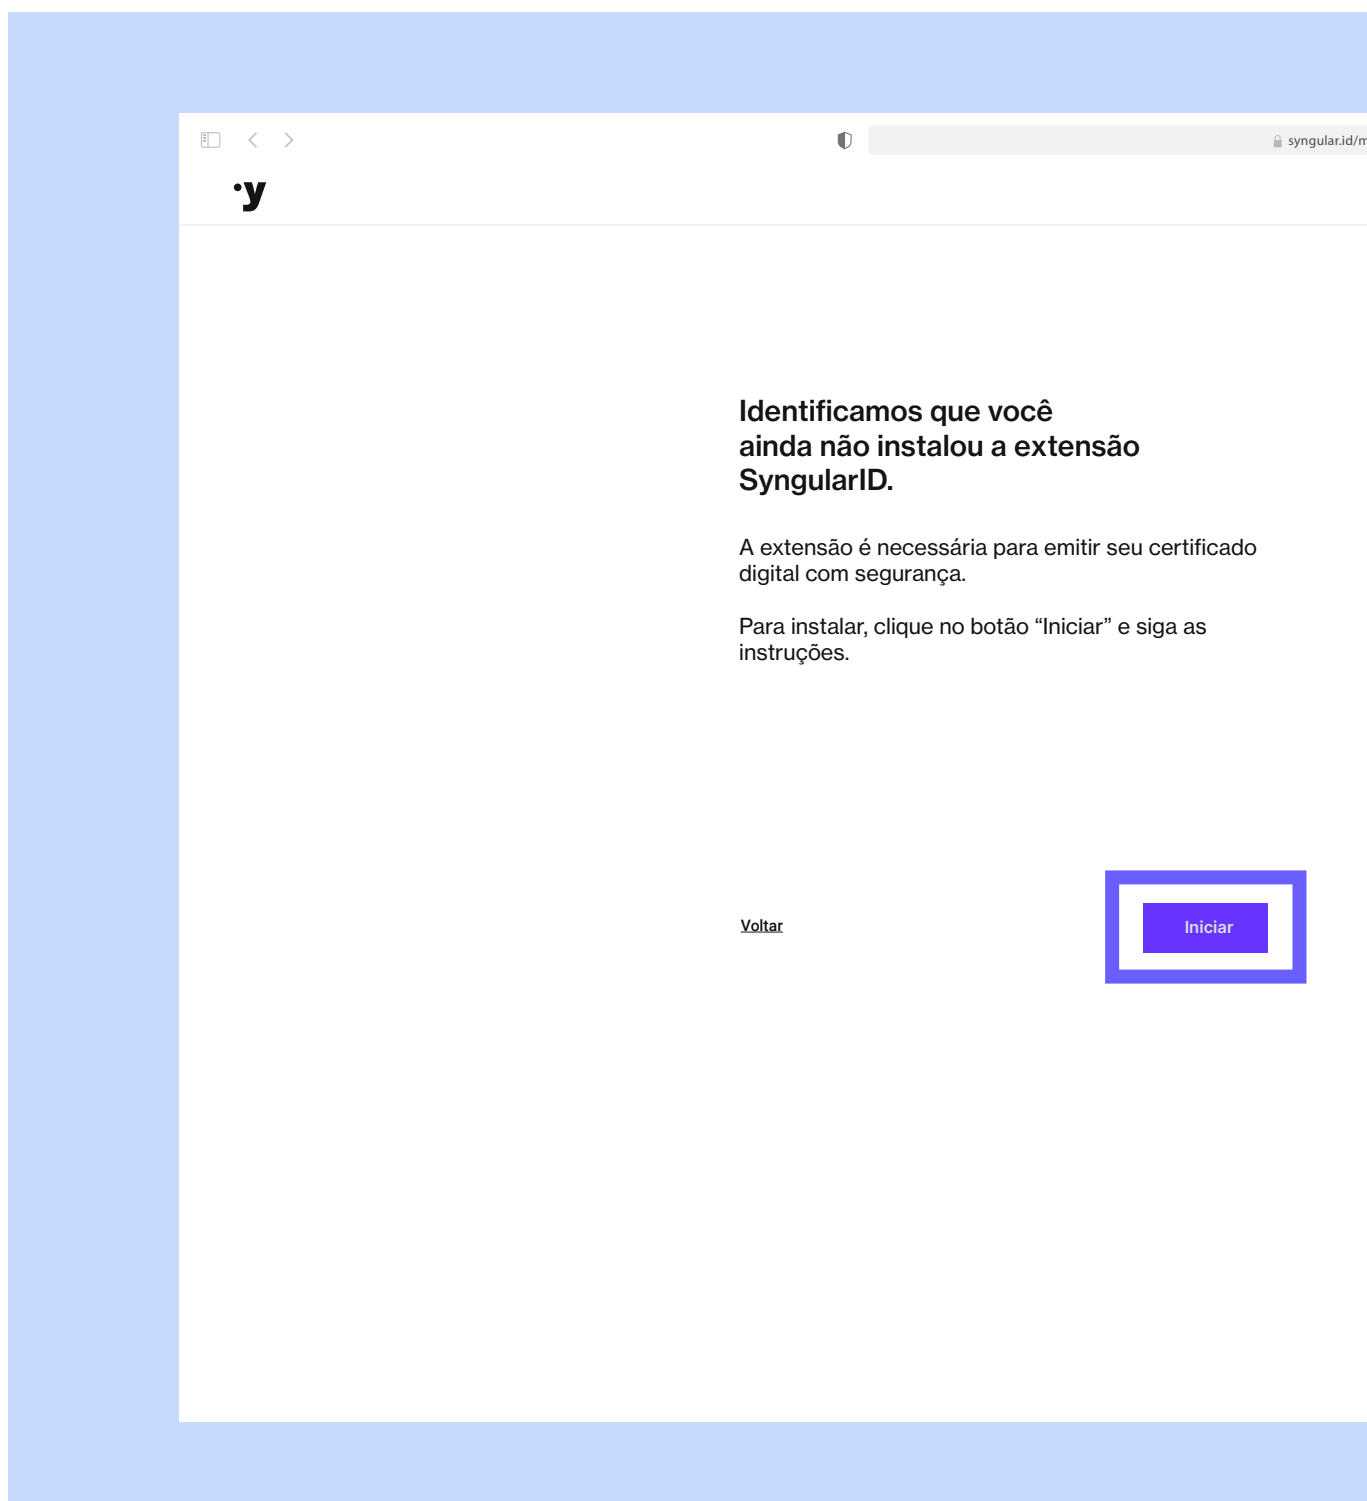 syngular.id/m
·y
Identificamos que você
ainda não instalou a extensão
SyngularID.
A extensão é necessária para emitir seu certificado
digital com segurança.
Para instalar, clique no botão “Iniciar” e siga as
instruções.
Voltar
Iniciar